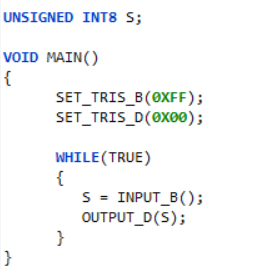 UNSIGNED INT8 S;
VOID MAIN()
{
SET_TRIS_B(0XFF);
SET_TRIS_D(0X00);
WHILE(TRUE)
{
S = INPUT_B();
OUTPUT_D(S);
}
}